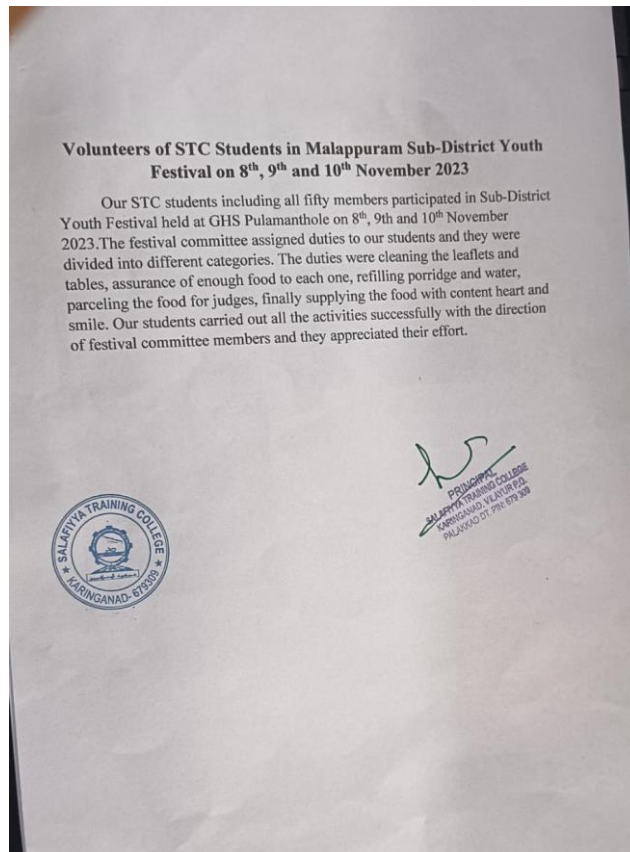 Volunteers of STC Students in Malappuram Sub-District Youth
Festival on 8th, 9th and 10th November 2023
Our STC students including all fifty members participated in Sub-District
Youth Festival held at GHS Pulamanthole on 8th, 9th and 10th November
2023.The festival committee assigned duties to our students and they were
divided into different categories. The duties were cleaning the leaflets and
tables, assurance of enough food to each one, refilling porridge and water,
parceling the food for judges, finally supplying the food with content heart and
smile. Our students carried out all the activities successfully with the direction
of festival committee members and they appreciated their effort.
PRINCIPAL
SALAFIYYA TRAINING COLLEGE
KARINGANAD, VILAYUR P.O.
PALAKKAD DT. PIN: 679 309
SALAFIYYA TRAINING COLLEGE
KARINGANAD- 679309